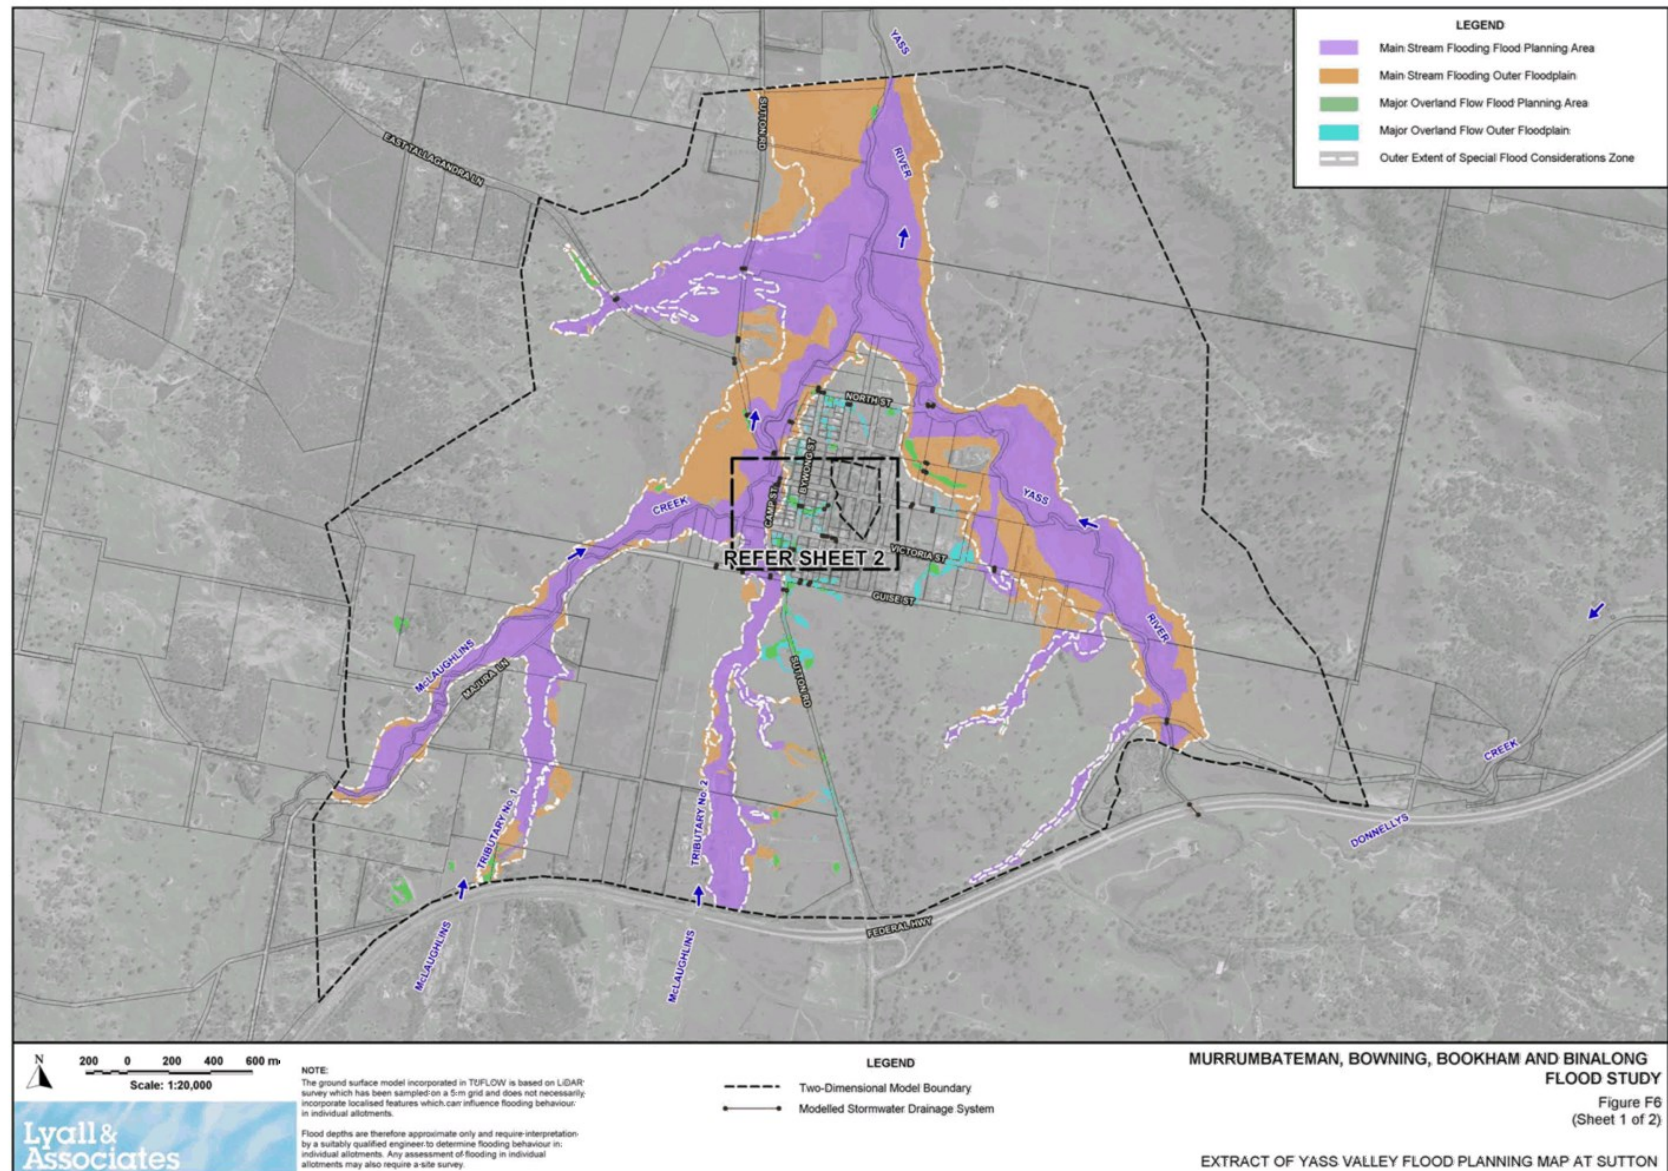 LEGEND
Main Stream Flooding Flood Planning Area
Main Stream Flooding Outer Floodplain
Major Overland Flow Flood Planning Area
Major Overland Flow Outer Floodplain
Outer Extent of Special Flood Considerations Zone
YASS
SUTTON RD
EAST TALLAGANDRA LN
RIVER
NORTH ST
BYWONG ST
CAMP ST
CREEK
YASS
REFER SHEET 2
VICTORIA ST
GUISE ST
RIVER
McLAUGHLINS
MAJURA LN
SUTTON RD
CREEK
TRIBUTARY No. 1
TRIBUTARY No. 2
DONNELLYS
FEDERAL HWY
McLAUGHLINS
McLAUGHLINS
N
200 0 200 400 600 m
Scale: 1:20,000
Lyall &
Associates
NOTE:
The ground surface model incorporated in TUFLOW is based on LiDAR
survey which has been sampled on a 5m grid and does not necessarily
incorporate localised features which can influence flooding behaviour
in individual allotments.
Flood depths are therefore approximate only and require interpretation
by a suitably qualified engineer to determine flooding behaviour in
individual allotments. Any assessment of flooding in individual
allotments may also require a site survey.
LEGEND
Two-Dimensional Model Boundary
Modelled Stormwater Drainage System
MURRUMBATEMAN, BOWNING, BOOKHAM AND BINALONG
FLOOD STUDY
Figure F6
(Sheet 1 of 2)
EXTRACT OF YASS VALLEY FLOOD PLANNING MAP AT SUTTON